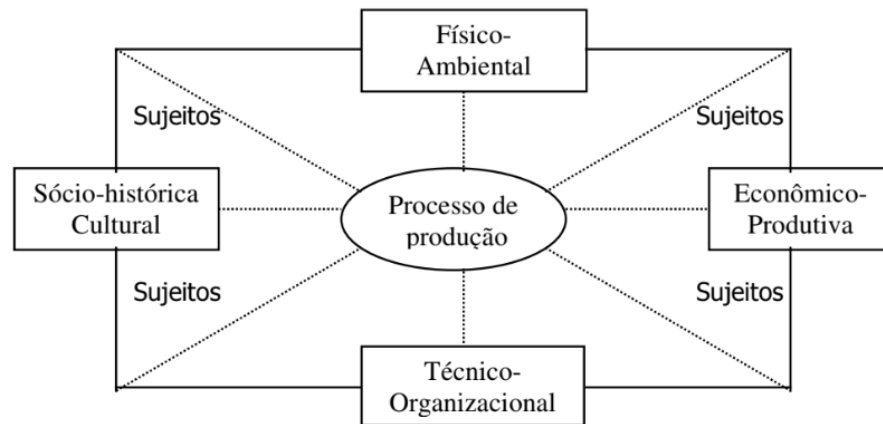 Físico-
Ambiental
Sujeitos
Sujeitos
Sócio-histórica
Cultural
Processo de
produção
Econômico-
Produtiva
Sujeitos
Sujeitos
Técnico-
Organizacional